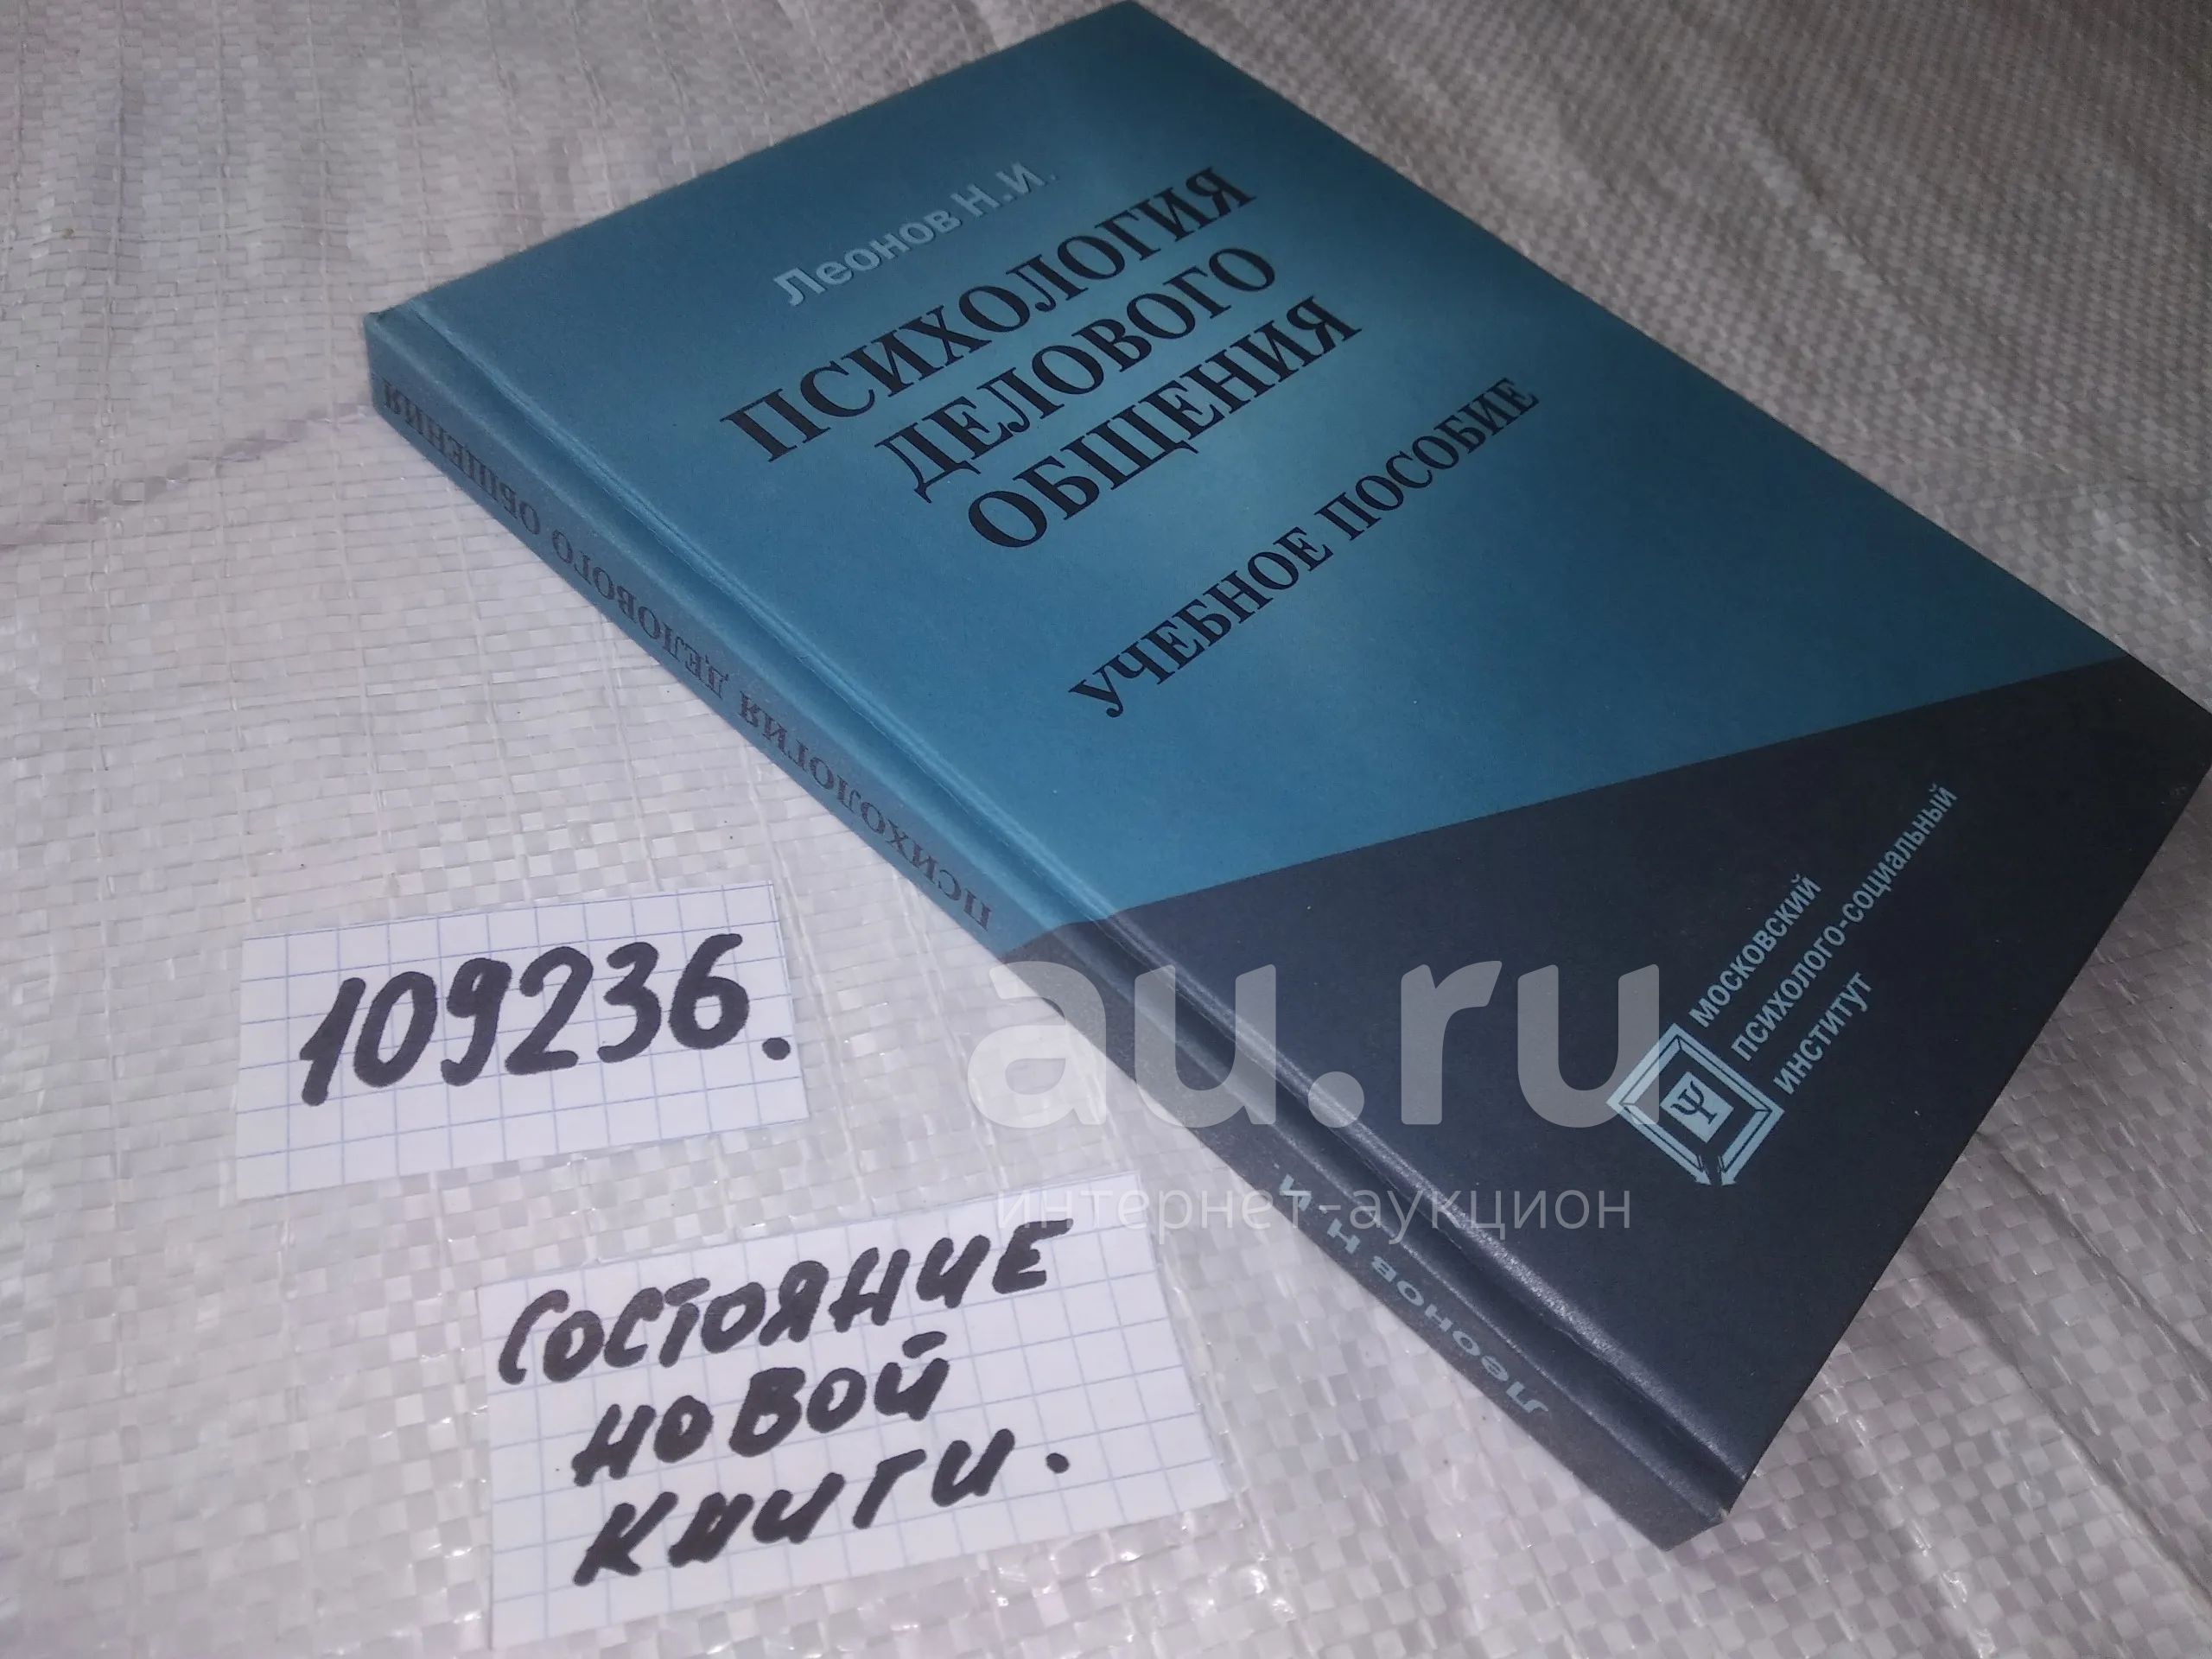 Леонов Н.И.
ПСИХОЛОГИЯ
ДЕЛОВОГО
ОБЩЕНИЯ
УЧЕБНОЕ ПОСОБИЕ
МОСКОВСКИЙ
ПСИХОЛОГО-СОЦИАЛЬНЫЙ
ИНСТИТУТ
Ψ
Леонов Н.И.
ПСИХОЛОГИЯ ДЕЛОВОГО ОБЩЕНИЯ
109236.
СОСТОЯНИЕ
НОВОЙ
КНИГИ.
au.ru
интернет-аукцион